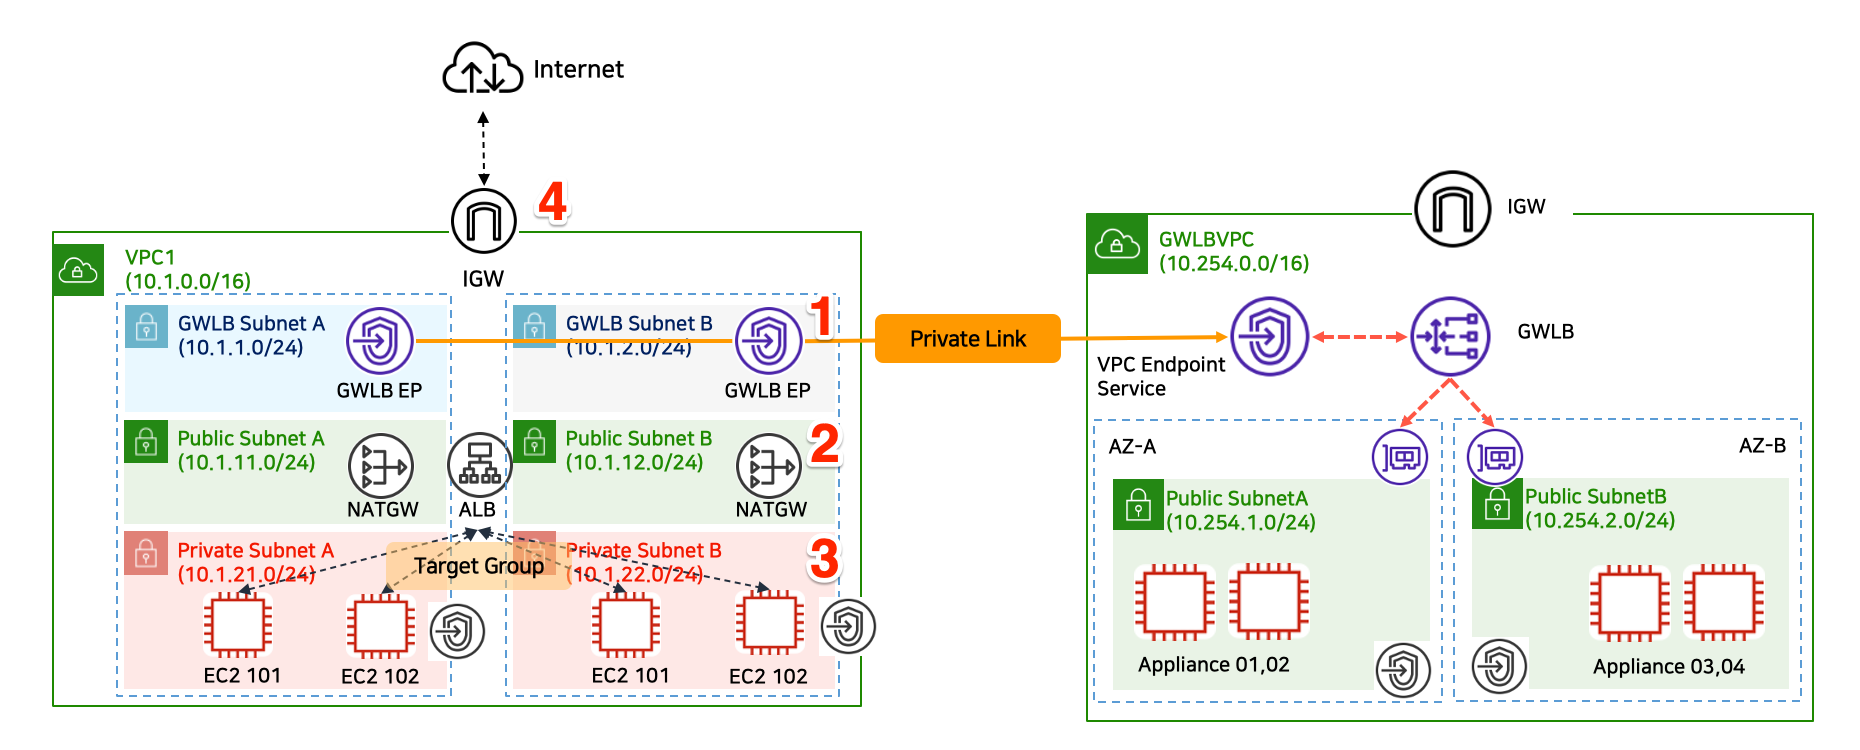 Internet
4
IGW
VPC1
(10.1.0.0/16)
IGW
GWLBVPC
(10.254.0.0/16)
GWLB Subnet A
(10.1.1.0/24)
GWLB EP
GWLB Subnet B
(10.1.2.0/24)
GWLB EP
1
Private Link
VPC Endpoint
Service
GWLB
Public Subnet A
(10.1.11.0/24)
NATGW
ALB
Public Subnet B
(10.1.12.0/24)
NATGW
2
Private Subnet A
(10.1.21.0/24)
Target Group
Private Subnet B
(10.1.22.0/24)
3
EC2 101
EC2 102
EC2 101
EC2 102
AZ-A
AZ-B
Public SubnetA
(10.254.1.0/24)
Public SubnetB
(10.254.2.0/24)
Appliance 01,02
Appliance 03,04